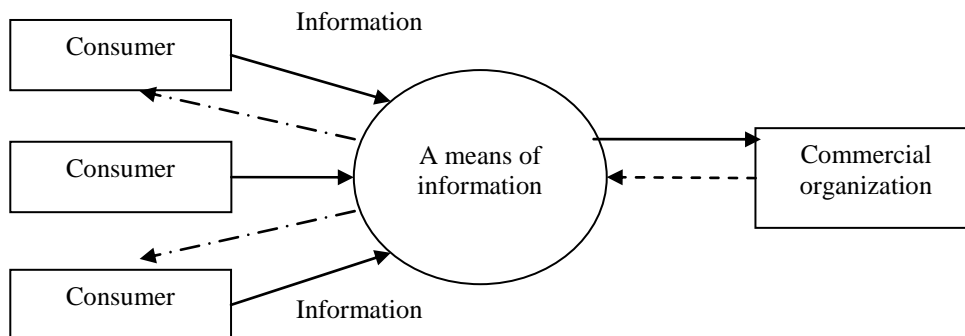 Information
Consumer
Consumer
A means of
information
Commercial
organization
Consumer
Information